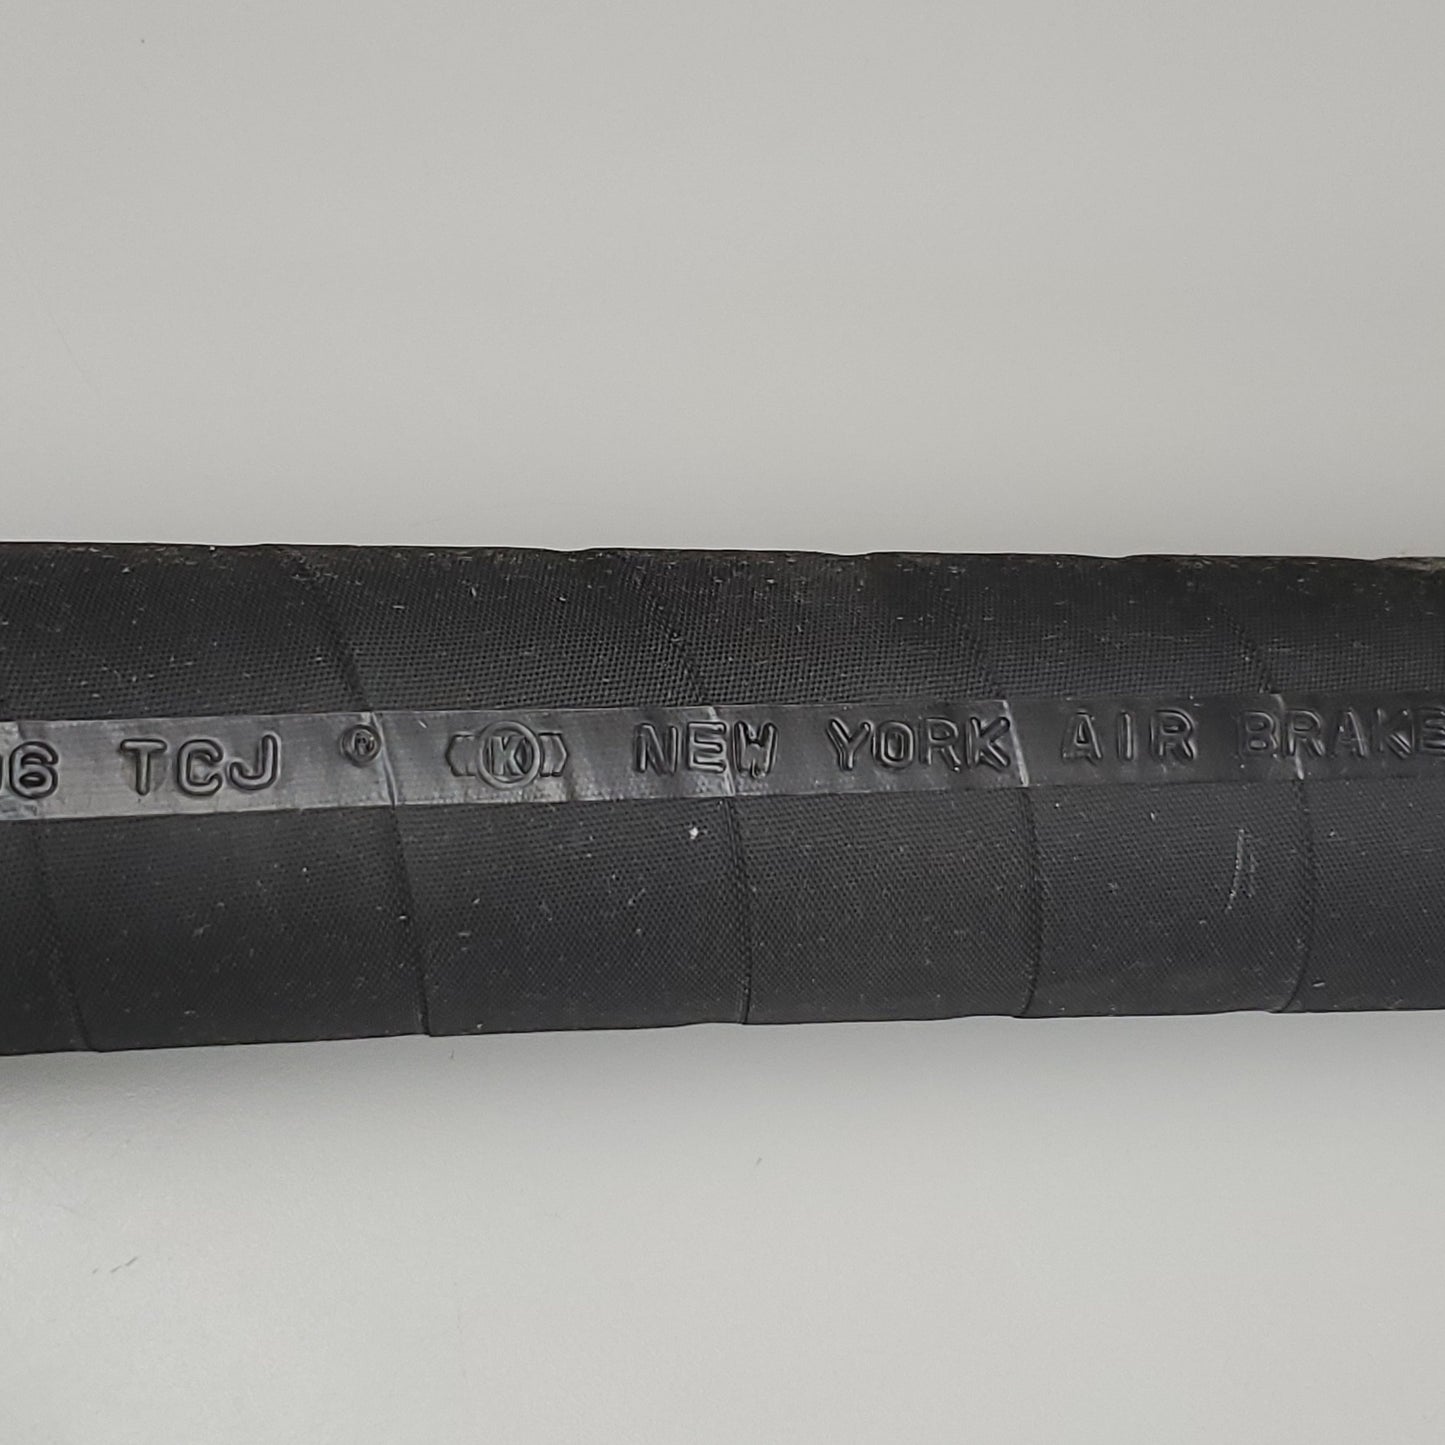 06 TCJ ® «K» NEW YORK AIR BRAKE